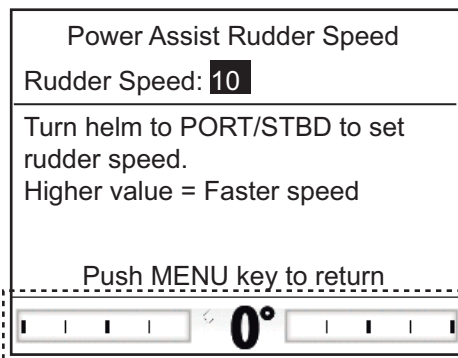 Power Assist Rudder Speed
Rudder Speed: 10
Turn helm to PORT/STBD to set
rudder speed.
Higher value = Faster speed
Push MENU key to return
0°